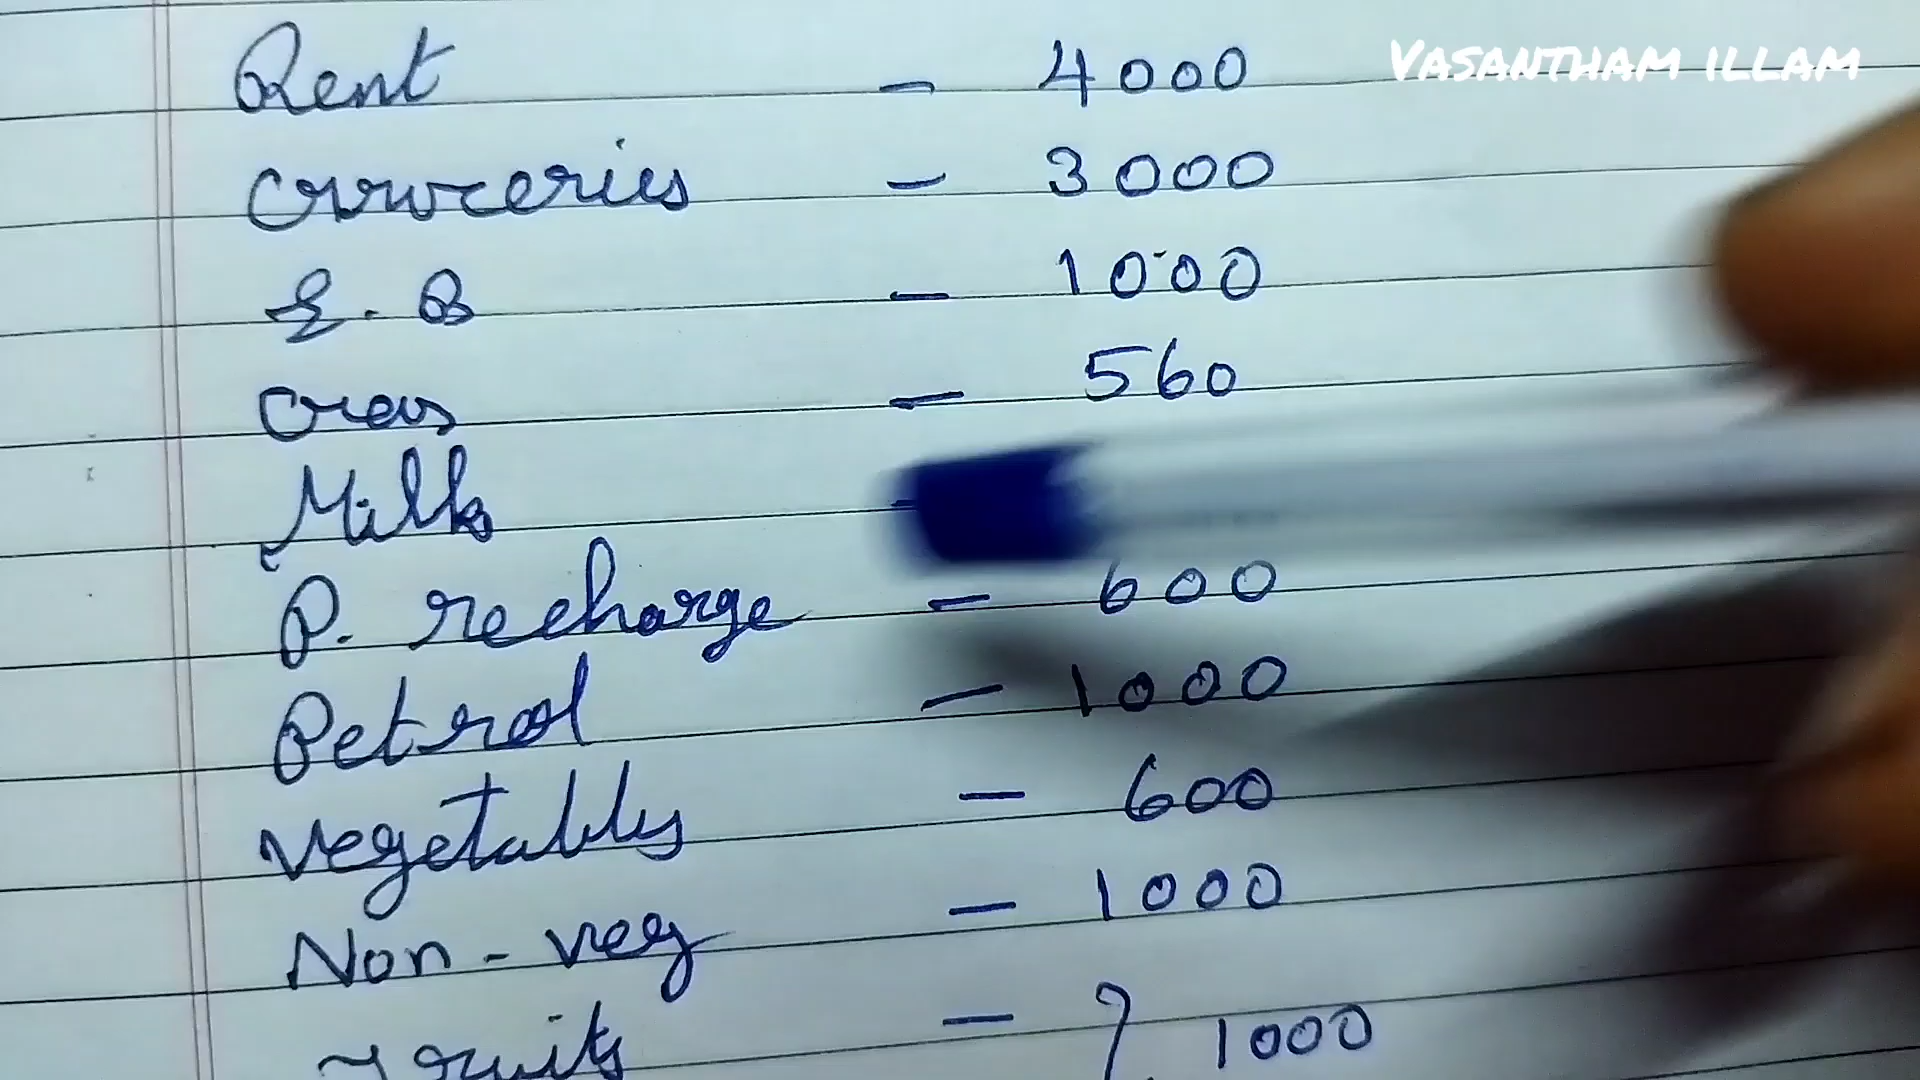 VASANTHAM ILLAM
Rent - 4000
Groceries - 3000
E.B - 1000
Gas - 560
Milk -
P. recharge - 600
Petrol - 1000
Vegetables - 600
Non-veg - 1000
Fruits - } 1000